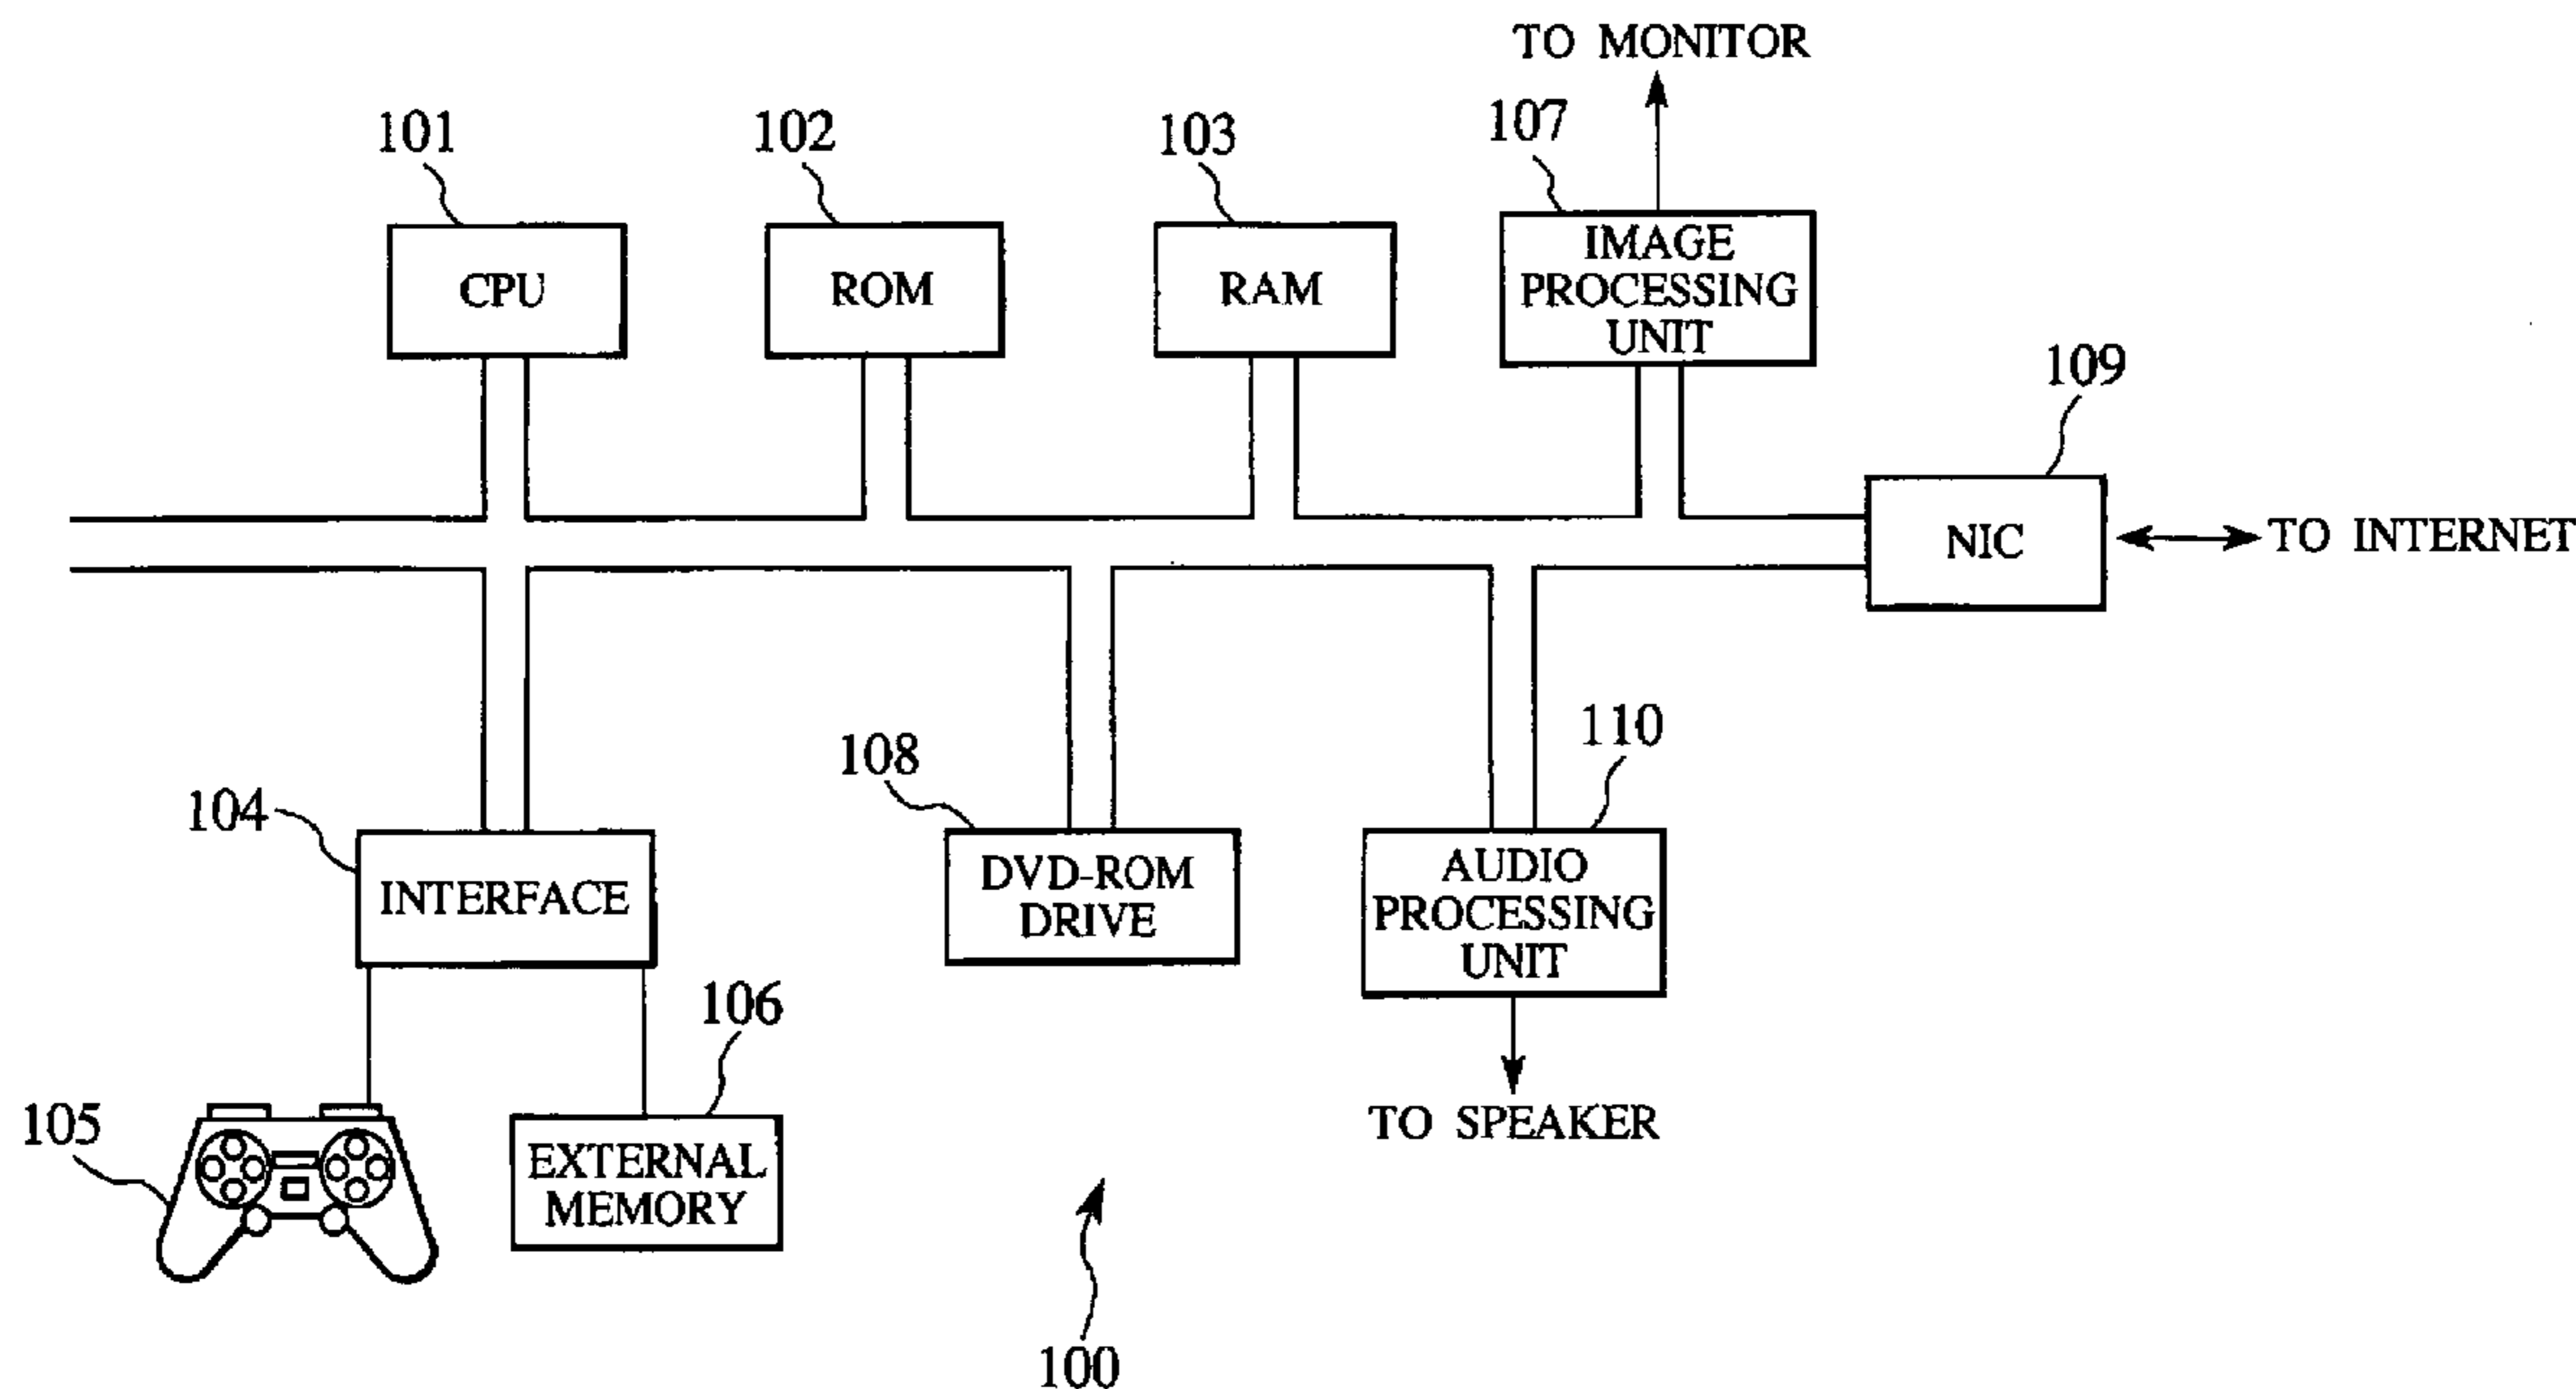 TO MONITOR
101
102
103
107
CPU
ROM
RAM
IMAGE
PROCESSING
UNIT
109
NIC
TO INTERNET
104
108
110
INTERFACE
DVD-ROM
DRIVE
AUDIO
PROCESSING
UNIT
106
105
EXTERNAL
MEMORY
TO SPEAKER
100